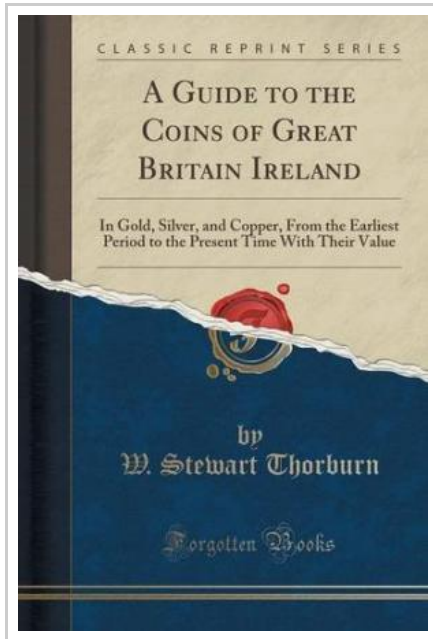 CLASSIC REPRINT SERIES
A GUIDE TO THE
COINS OF GREAT
BRITAIN IRELAND
In Gold, Silver, and Copper, From the Earliest
Period to the Present Time With Their Value
by
W. Stewart Thorburn
Forgotten Books